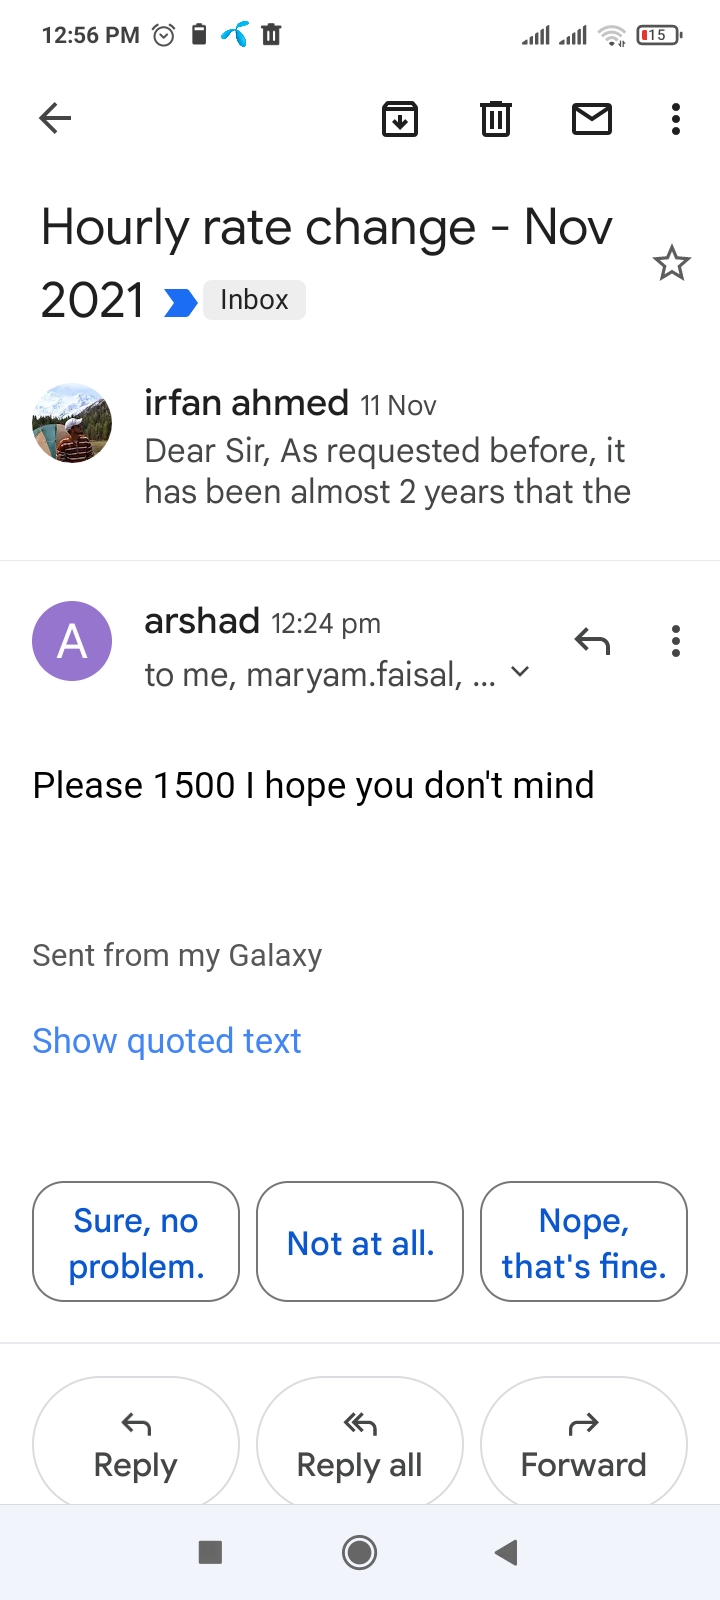 12:56 PM 15
Hourly rate change - Nov
2021 Inbox
irfan ahmed 11 Nov
Dear Sir, As requested before, it
has been almost 2 years that the
A arshad 12:24 pm
to me, maryam.faisal, ...
Please 1500 I hope you don't mind
Sent from my Galaxy
Show quoted text
Sure, no
problem.
Not at all.
Nope,
that's fine.
Reply Reply all Forward